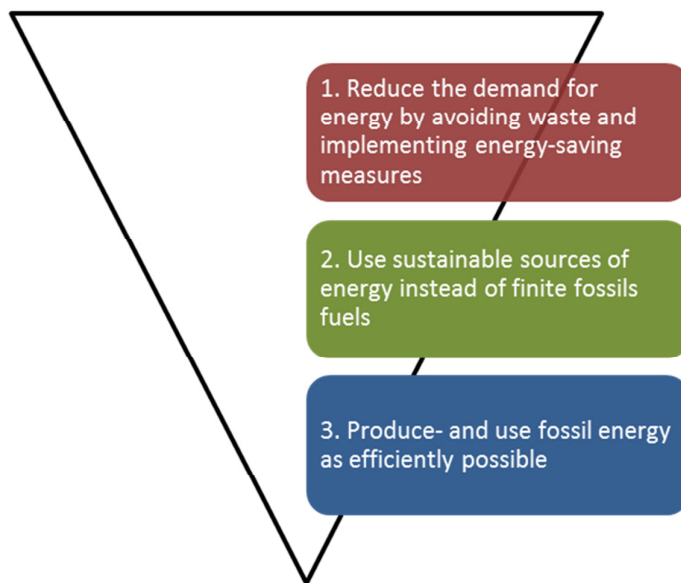 1. Reduce the demand for
energy by avoiding waste and
implementing energy-saving
measures
2. Use sustainable sources of
energy instead of finite fossils
fuels
3. Produce- and use fossil energy
as efficiently possible